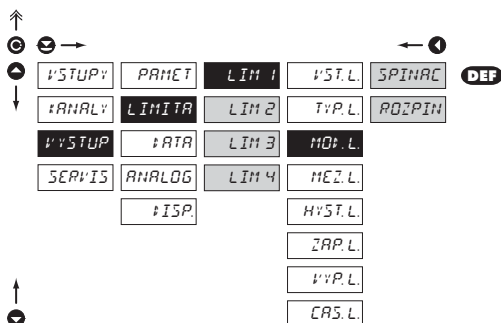 VSTUPY PAMET LIM 1 VST. L. SPINAC DEF
KANALY LIMITA LIM 2 TYP. L. ROZPIN
VYSTUP DATA LIM 3 MOD. L.
SERVIS ANALOG LIM 4 MEZ. L.
DISP. HYST. L.
ZAP. L.
VYP. L.
CAS. L.